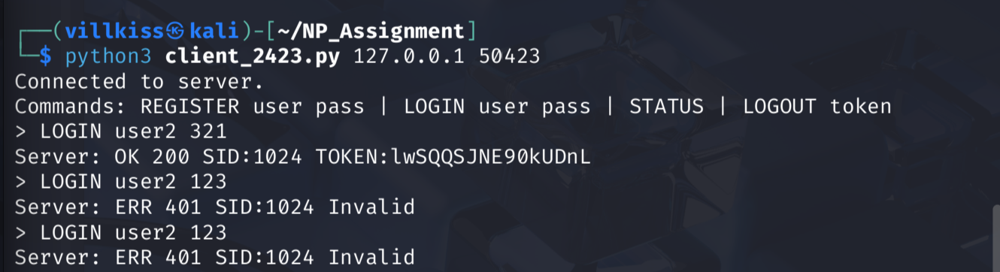 ┌──(villkiss㉿kali)-[~/NP_Assignment]
└─$ python3 client_2423.py 127.0.0.1 50423
Connected to server.
Commands: REGISTER user pass | LOGIN user pass | STATUS | LOGOUT token
> LOGIN user2 321
Server: OK 200 SID:1024 TOKEN:lwSQQSJNE90kUDnL
> LOGIN user2 123
Server: ERR 401 SID:1024 Invalid
> LOGIN user2 123
Server: ERR 401 SID:1024 Invalid